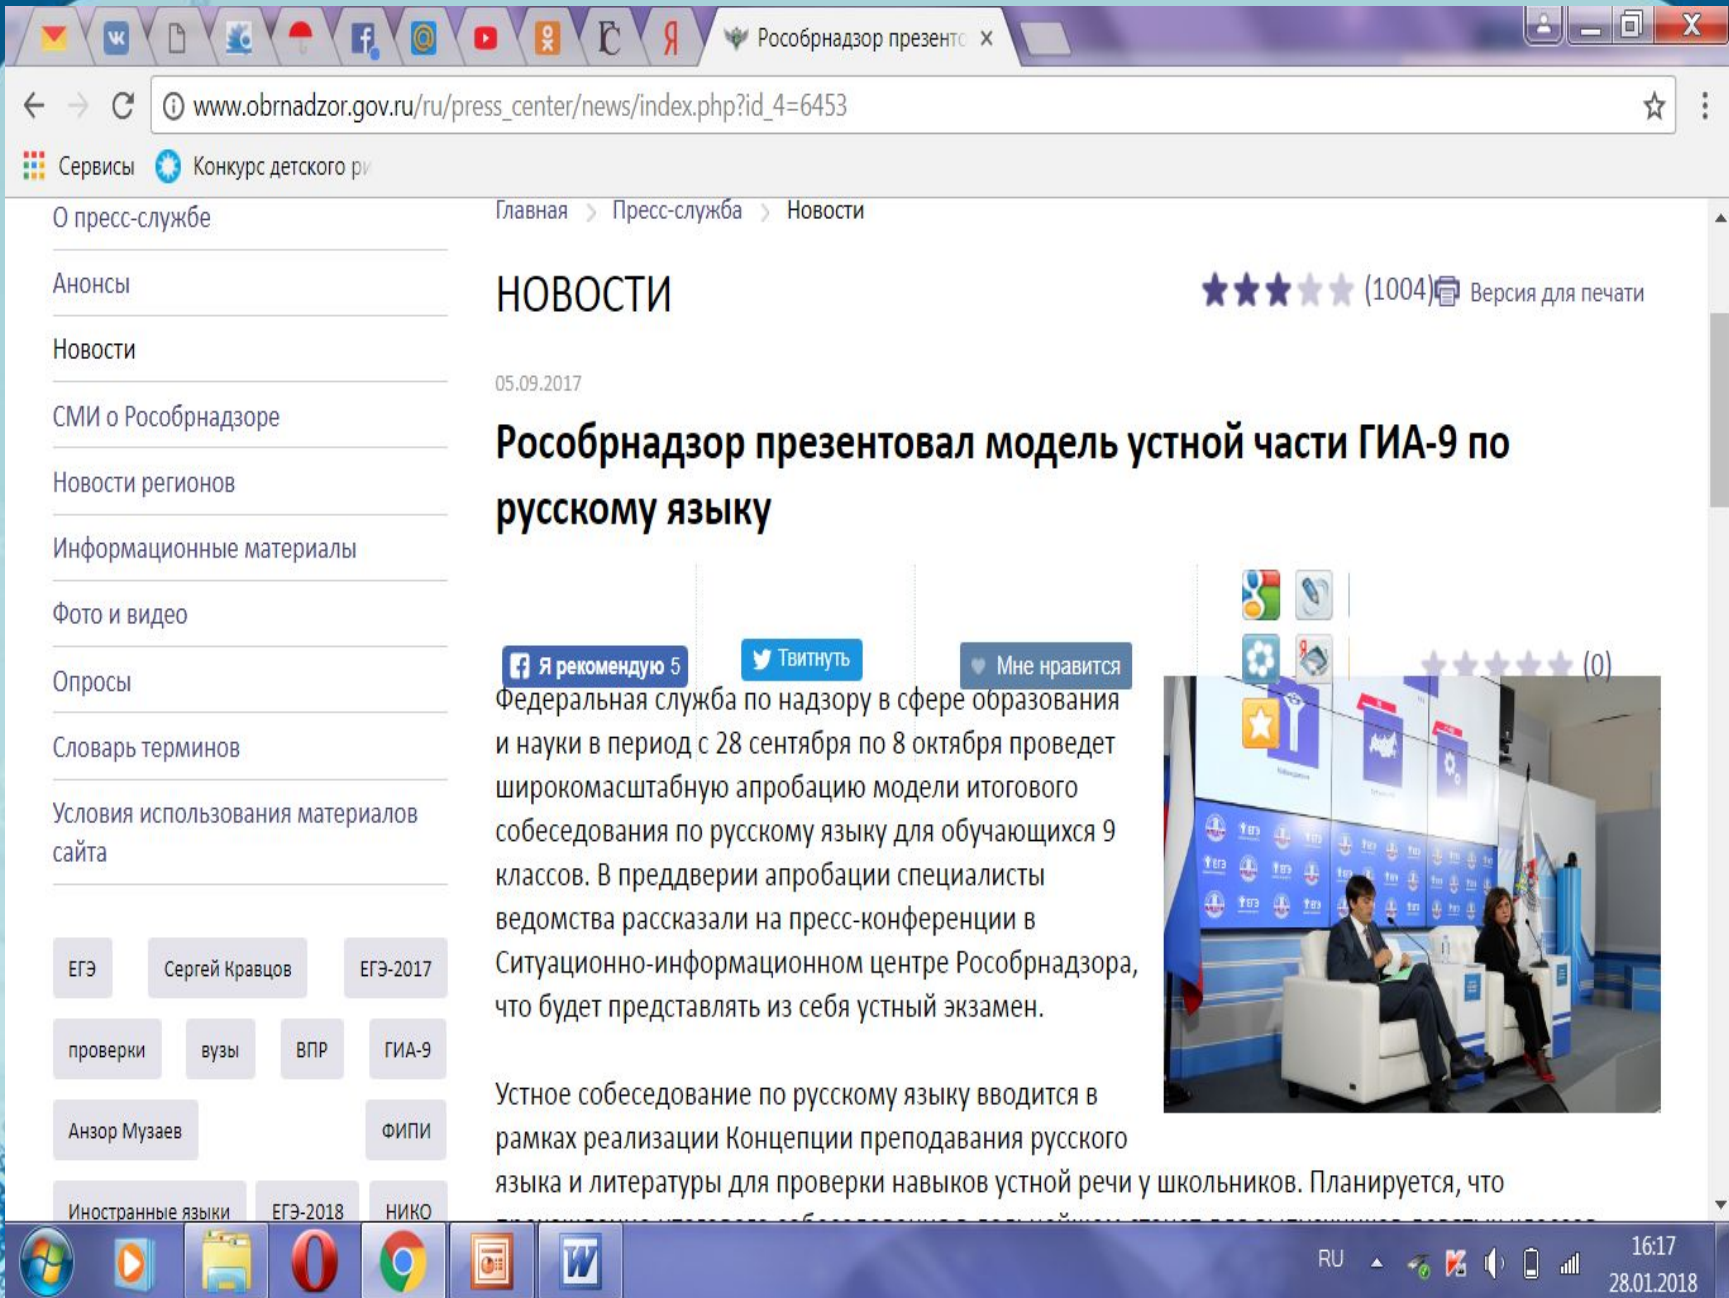 Рособрнадзор презенто
www.obrnadzor.gov.ru/ru/press_center/news/index.php?id_4=6453
Сервисы
Конкурс детского ри
О пресс-службе
Анонсы
Новости
СМИ о Рособрнадзоре
Новости регионов
Информационные материалы
Фото и видео
Опросы
Словарь терминов
Условия использования материалов
сайта
ЕГЭ Сергей Кравцов ЕГЭ-2017
проверки вузы ВПР ГИА-9
Анзор Музаев ФИПИ
Иностранные языки ЕГЭ-2018 НИКО
Главная > Пресс-служба > Новости
НОВОСТИ
(1004) Версия для печати
05.09.2017
Рособрнадзор презентовал модель устной части ГИА-9 по
русскому языку
Я рекомендую 5
Твитнуть
Мне нравится
(0)
Федеральная служба по надзору в сфере образования
и науки в период с 28 сентября по 8 октября проведет
широкомасштабную апробацию модели итогового
собеседования по русскому языку для обучающихся 9
классов. В преддверии апробации специалисты
ведомства рассказали на пресс-конференции в
Ситуационно-информационном центре Рособрнадзора,
что будет представлять из себя устный экзамен.
Устное собеседование по русскому языку вводится в
рамках реализации Концепции преподавания русского
языка и литературы для проверки навыков устной речи у школьников. Планируется, что
RU
16:17
28.01.2018